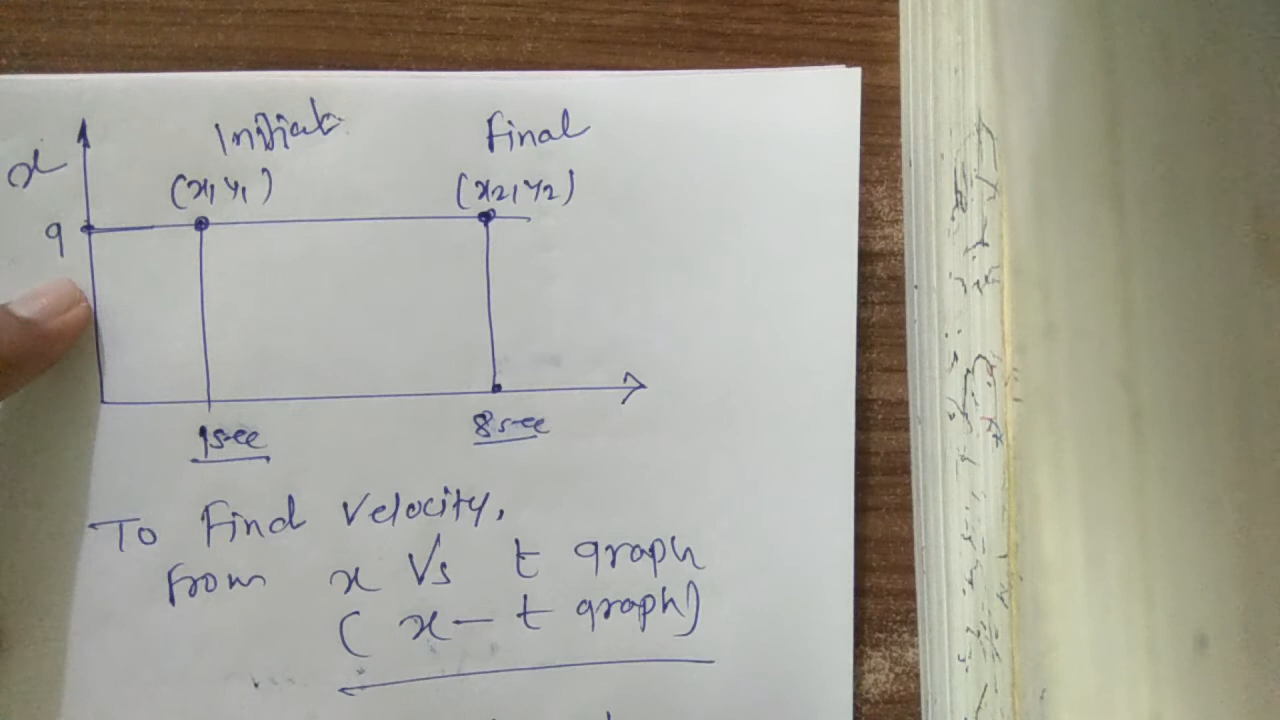 Initial Final
x (x1, y1) (x2, y2)
9
1sec 8sec
To Find Velocity,
From x Vs t graph
( x - t graph)